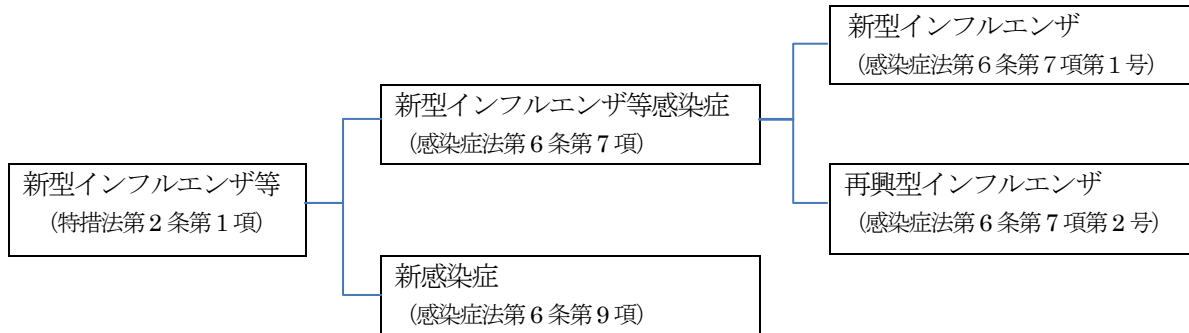 新型インフルエンザ等
(特措法第2条第1項)
新型インフルエンザ等感染症
(感染症法第6条第7項)
新感染症
(感染症法第6条第9項)
新型インフルエンザ
(感染症法第6条第7項第1号)
再興型インフルエンザ
(感染症法第6条第7項第2号)